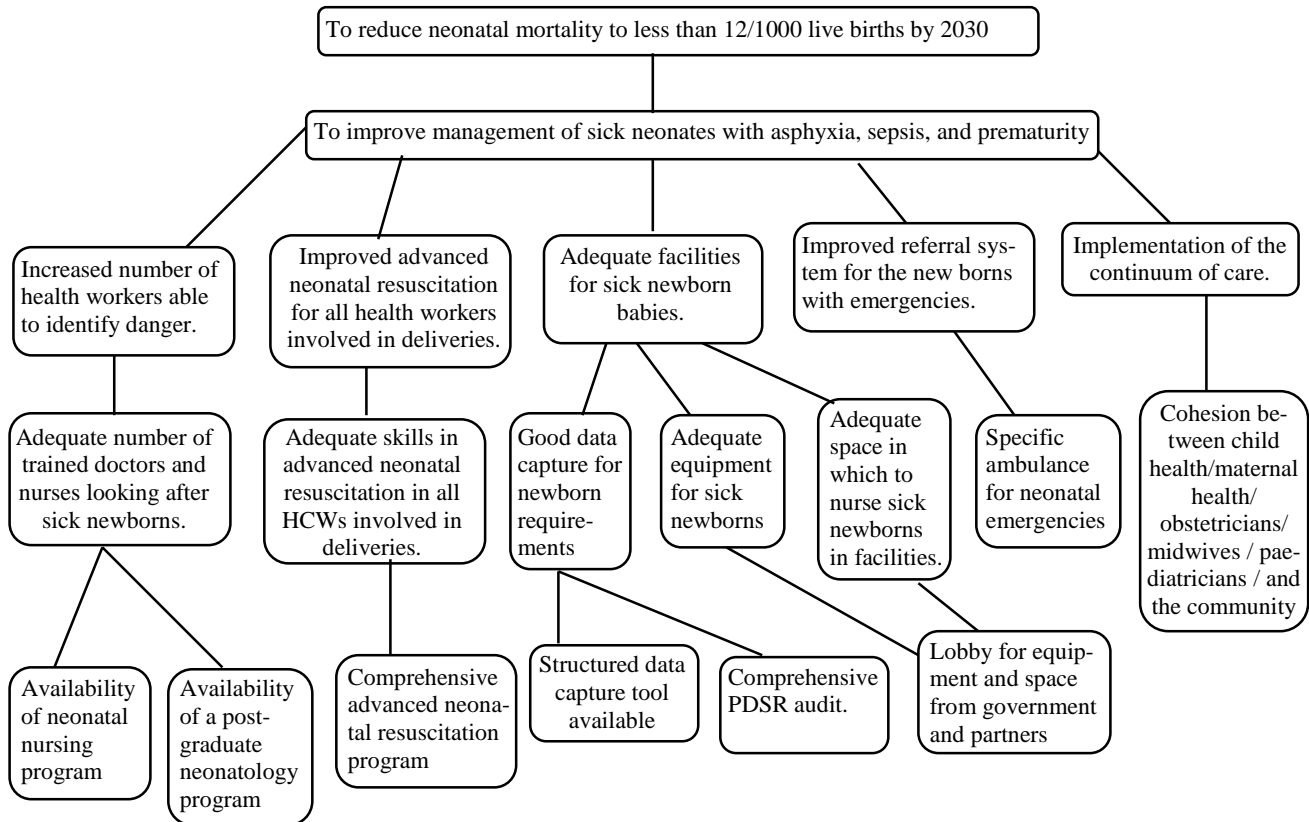 To reduce neonatal mortality to less than 12/1000 live births by 2030
To improve management of sick neonates with asphyxia, sepsis, and prematurity
Increased number of
health workers able
to identify danger.
Improved advanced
neonatal resuscitation
for all health workers
involved in deliveries.
Adequate facilities
for sick newborn
babies.
Improved referral sys-
tem for the new borns
with emergencies.
Implementation of the
continuum of care.
Adequate number of
trained doctors and
nurses looking after
sick newborns.
Adequate skills in
advanced neonatal
resuscitation in all
HCWs involved in
deliveries.
Good data
capture for
newborn
require-
ments
Adequate
equipment
for sick
newborns
Adequate
space in
which to
nurse sick
newborns
in facilities.
Specific
ambulance
for neonatal
emergencies
Cohesion be-
tween child
health/maternal
health/
obstetricians/
midwives / pae-
diatricians / and
the community
Availability
of neonatal
nursing
program
Availability
of a post-
graduate
neonatology
program
Comprehensive
advanced neona-
tal resuscitation
program
Structured data
capture tool
available
Comprehensive
PDSR audit.
Lobby for equip-
ment and space
from government
and partners